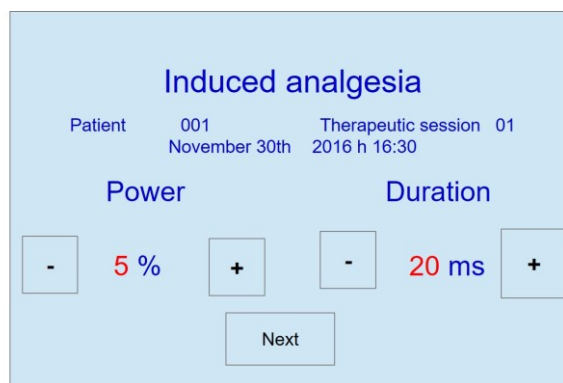 Induced analgesia
Patient 001 Therapeutic session 01
November 30th 2016 h 16:30
Power Duration
- 5 % + - 20 ms +
Next